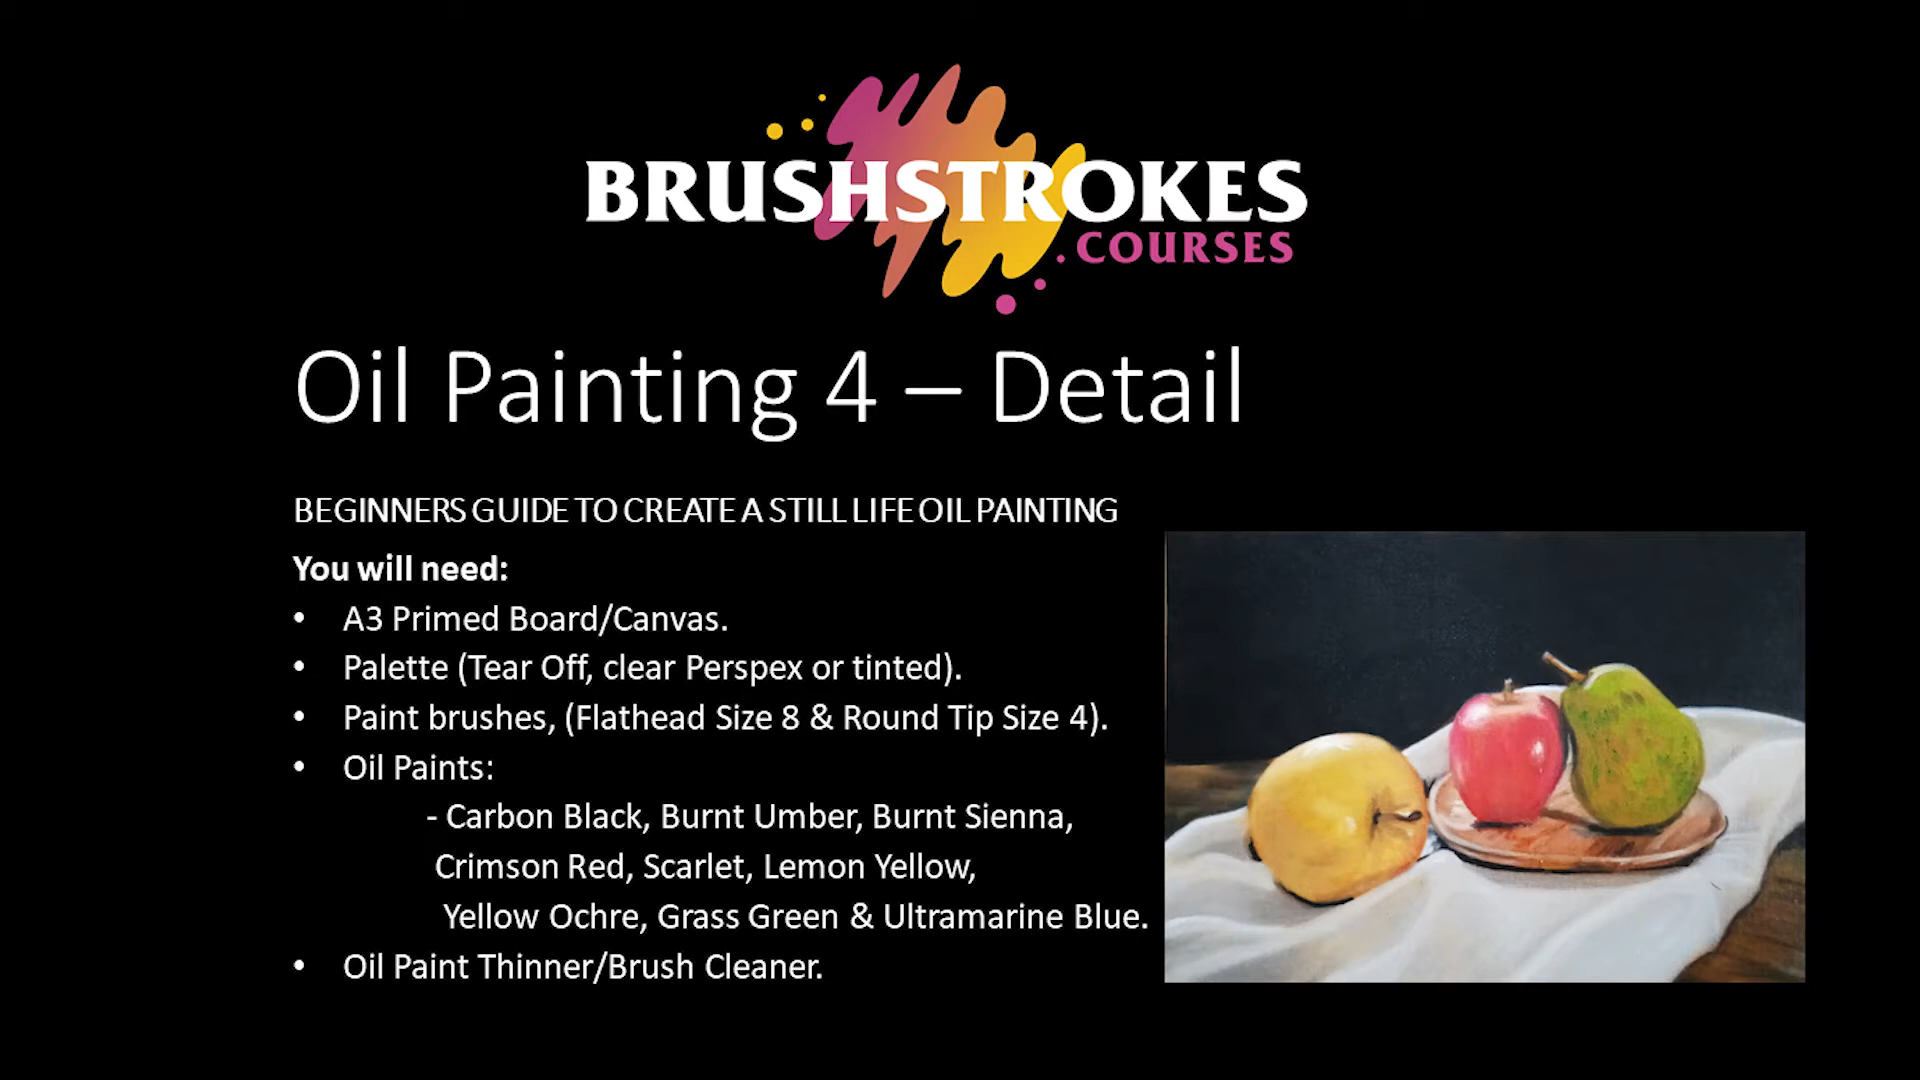 BRUSHSTROKES
.COURSES
Oil Painting 4 – Detail
BEGINNERS GUIDE TO CREATE A STILL LIFE OIL PAINTING
You will need:
• A3 Primed Board/Canvas.
• Palette (Tear Off, clear Perspex or tinted).
• Paint brushes, (Flathead Size 8 & Round Tip Size 4).
• Oil Paints:
- Carbon Black, Burnt Umber, Burnt Sienna,
Crimson Red, Scarlet, Lemon Yellow,
Yellow Ochre, Grass Green & Ultramarine Blue.
• Oil Paint Thinner/Brush Cleaner.